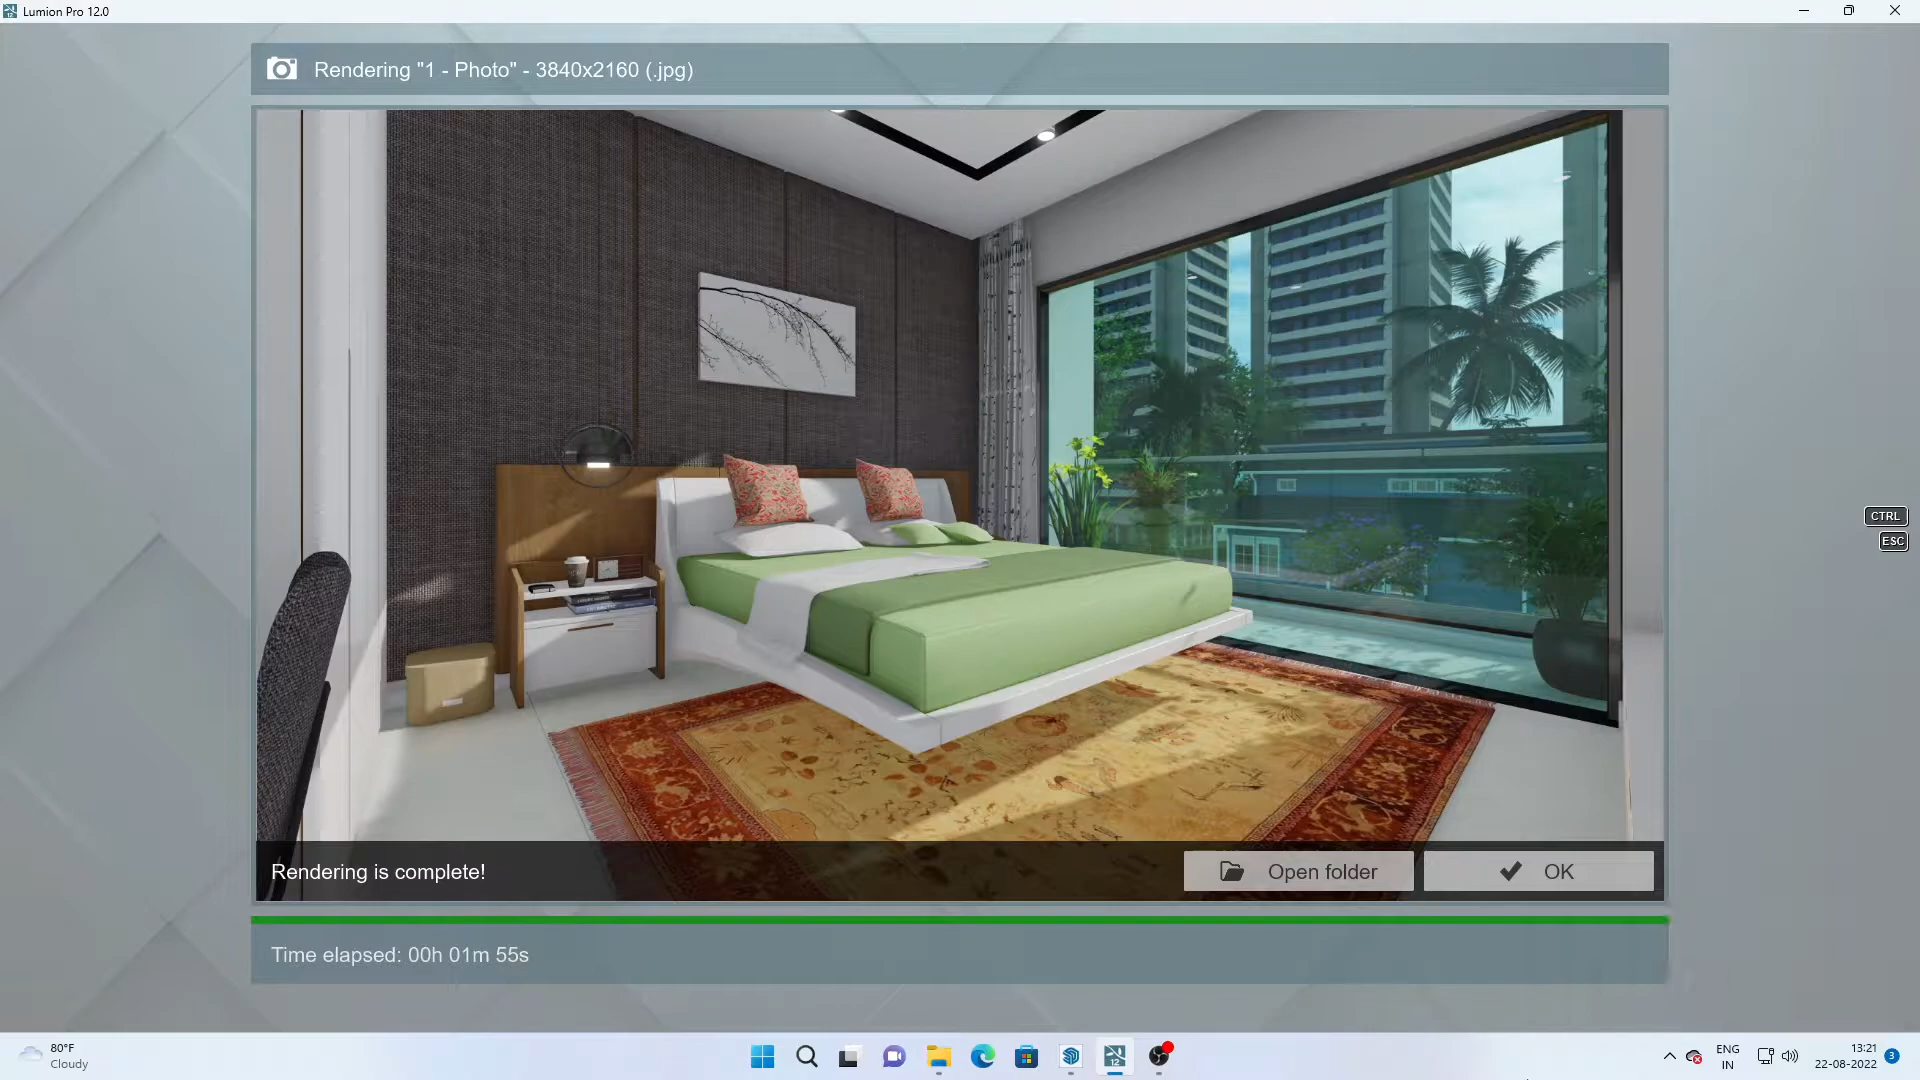 Lumion Pro 12.0
Rendering "1 - Photo" - 3840x2160 (.jpg)
CTRL
ESC
Rendering is complete!
Open folder
OK
Time elapsed: 00h 01m 55s
80°F
Cloudy
12
ENG
IN
13:21
22-08-2022
3